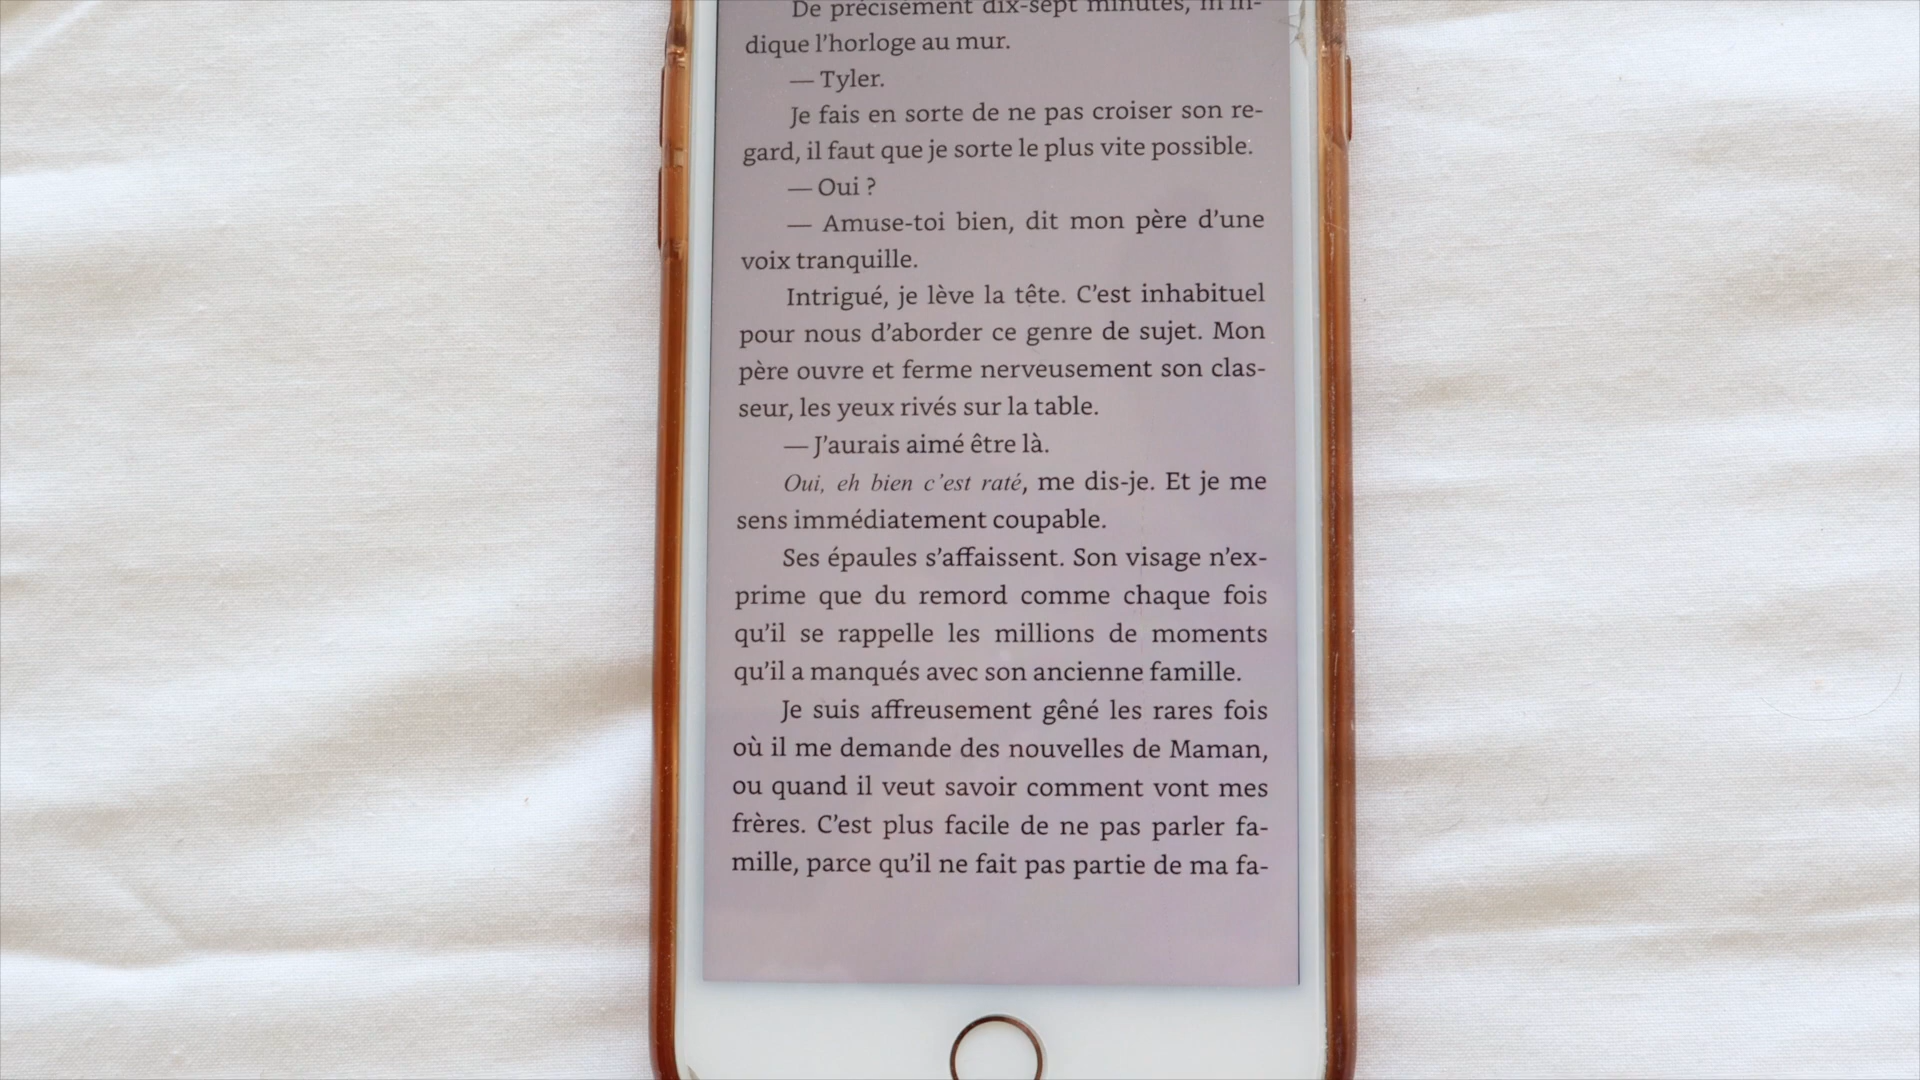 De précisément dix-sept minutes, m'in-
dique l'horloge au mur.
— Tyler.
Je fais en sorte de ne pas croiser son re-
gard, il faut que je sorte le plus vite possible.
— Oui ?
— Amuse-toi bien, dit mon père d'une
voix tranquille.
Intrigué, je lève la tête. C'est inhabituel
pour nous d'aborder ce genre de sujet. Mon
père ouvre et ferme nerveusement son clas-
seur, les yeux rivés sur la table.
— J'aurais aimé être là.
Oui, eh bien c'est raté, me dis-je. Et je me
sens immédiatement coupable.
Ses épaules s'affaissent. Son visage n'ex-
prime que du remord comme chaque fois
qu'il se rappelle les millions de moments
qu'il a manqués avec son ancienne famille.
Je suis affreusement gêné les rares fois
où il me demande des nouvelles de Maman,
ou quand il veut savoir comment vont mes
frères. C'est plus facile de ne pas parler fa-
mille, parce qu'il ne fait pas partie de ma fa-